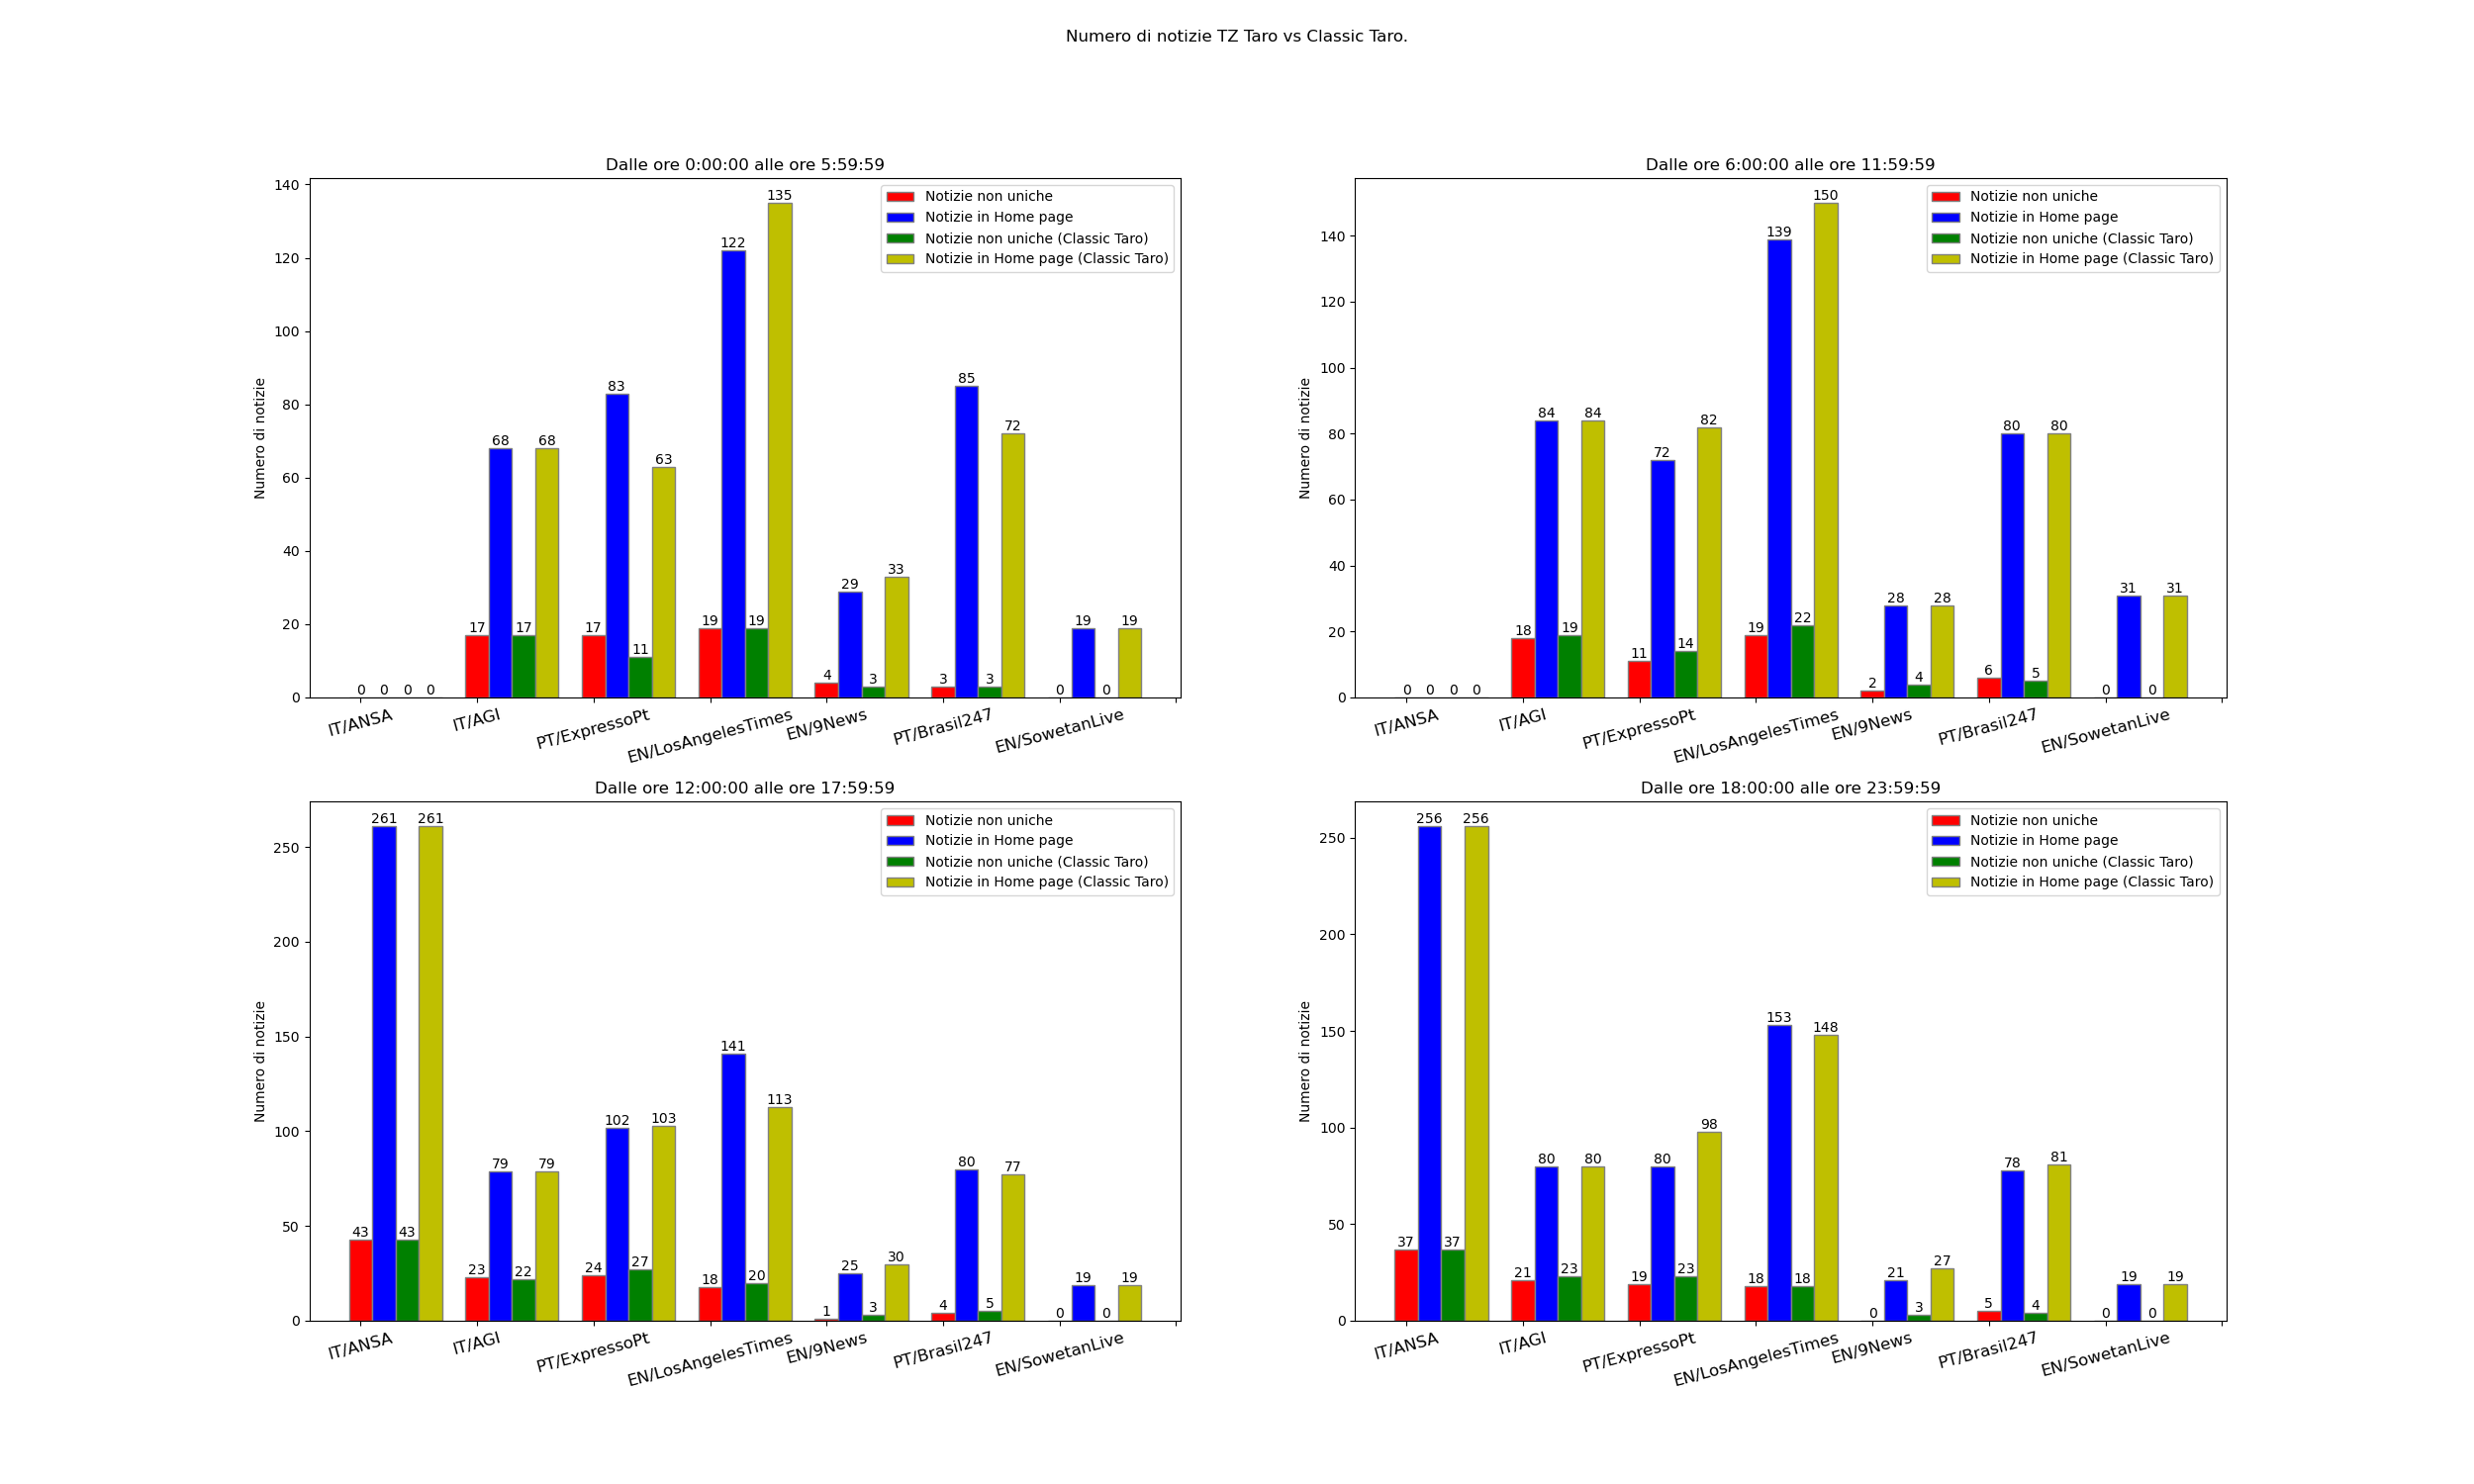 Numero di notizie TZ Taro vs Classic Taro.
Dalle ore 0:00:00 alle ore 5:59:59
Numero di notizie
140
120
100
80
60
40
20
0
Notizie non uniche
Notizie in Home page
Notizie non uniche (Classic Taro)
Notizie in Home page (Classic Taro)
0 0 0 0
17 68 17 68
17 83 11 63
19 122 19 135
4 29 3 33
3 85 3 72
0 19 0 19
IT/ANSA
IT/AGI
PT/ExpressoPt
EN/LosAngelesTimes
EN/9News
PT/Brasil247
EN/SowetanLive
Dalle ore 6:00:00 alle ore 11:59:59
Numero di notizie
140
120
100
80
60
40
20
0
Notizie non uniche
Notizie in Home page
Notizie non uniche (Classic Taro)
Notizie in Home page (Classic Taro)
0 0 0 0
18 84 19 84
11 72 14 82
19 139 22 150
2 28 4 28
6 80 5 80
0 31 0 31
IT/ANSA
IT/AGI
PT/ExpressoPt
EN/LosAngelesTimes
EN/9News
PT/Brasil247
EN/SowetanLive
Dalle ore 12:00:00 alle ore 17:59:59
Numero di notizie
250
200
150
100
50
0
Notizie non uniche
Notizie in Home page
Notizie non uniche (Classic Taro)
Notizie in Home page (Classic Taro)
43 261 43 261
23 79 22 79
24 102 27 103
18 141 20 113
1 25 3 30
4 80 5 77
0 19 0 19
IT/ANSA
IT/AGI
PT/ExpressoPt
EN/LosAngelesTimes
EN/9News
PT/Brasil247
EN/SowetanLive
Dalle ore 18:00:00 alle ore 23:59:59
Numero di notizie
250
200
150
100
50
0
Notizie non uniche
Notizie in Home page
Notizie non uniche (Classic Taro)
Notizie in Home page (Classic Taro)
37 256 37 256
21 80 23 80
19 80 23 98
18 153 18 148
0 21 3 27
5 78 4 81
0 19 0 19
IT/ANSA
IT/AGI
PT/ExpressoPt
EN/LosAngelesTimes
EN/9News
PT/Brasil247
EN/SowetanLive